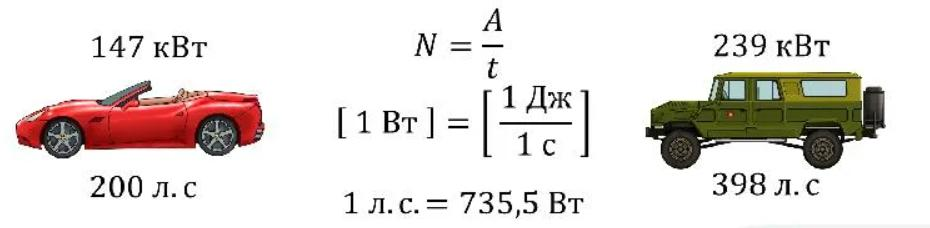 147 кВт
200 л. с
N = A/t
[ 1 Вт ] = [ 1 Дж / 1 с ]
1 л. с. = 735,5 Вт
239 кВт
398 л. с